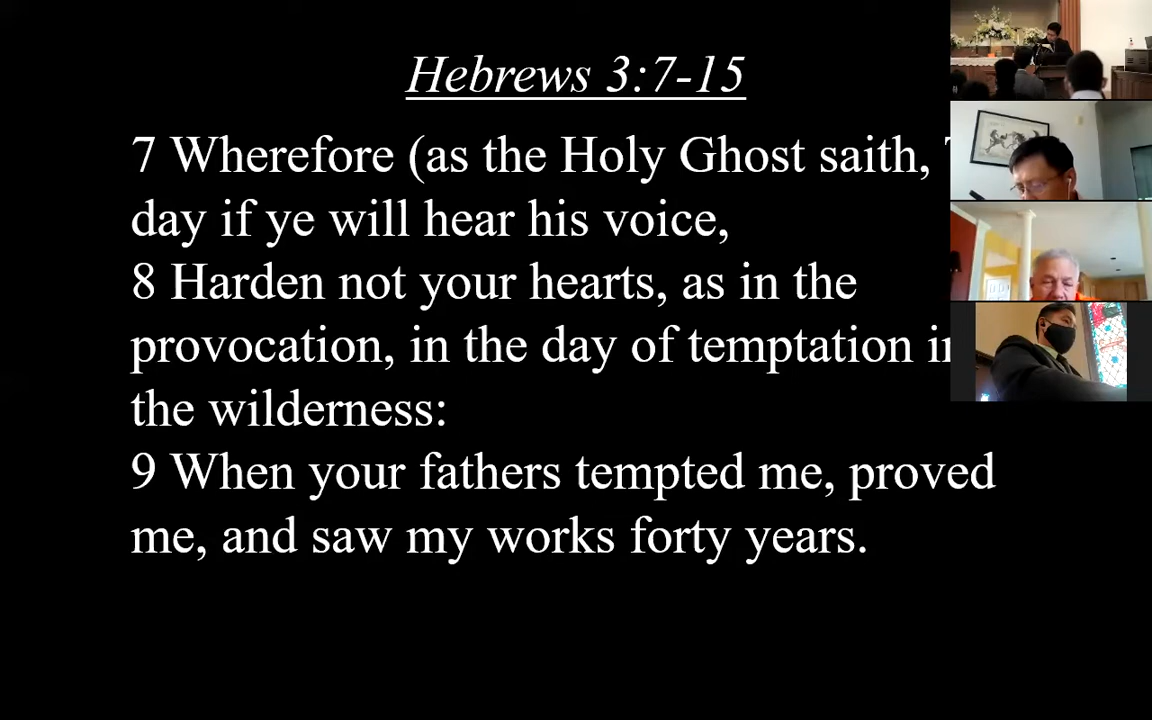 Hebrews 3:7-15
7 Wherefore (as the Holy Ghost saith,
day if ye will hear his voice,
8 Harden not your hearts, as in the
provocation, in the day of temptation in
the wilderness:
9 When your fathers tempted me, proved
me, and saw my works forty years.